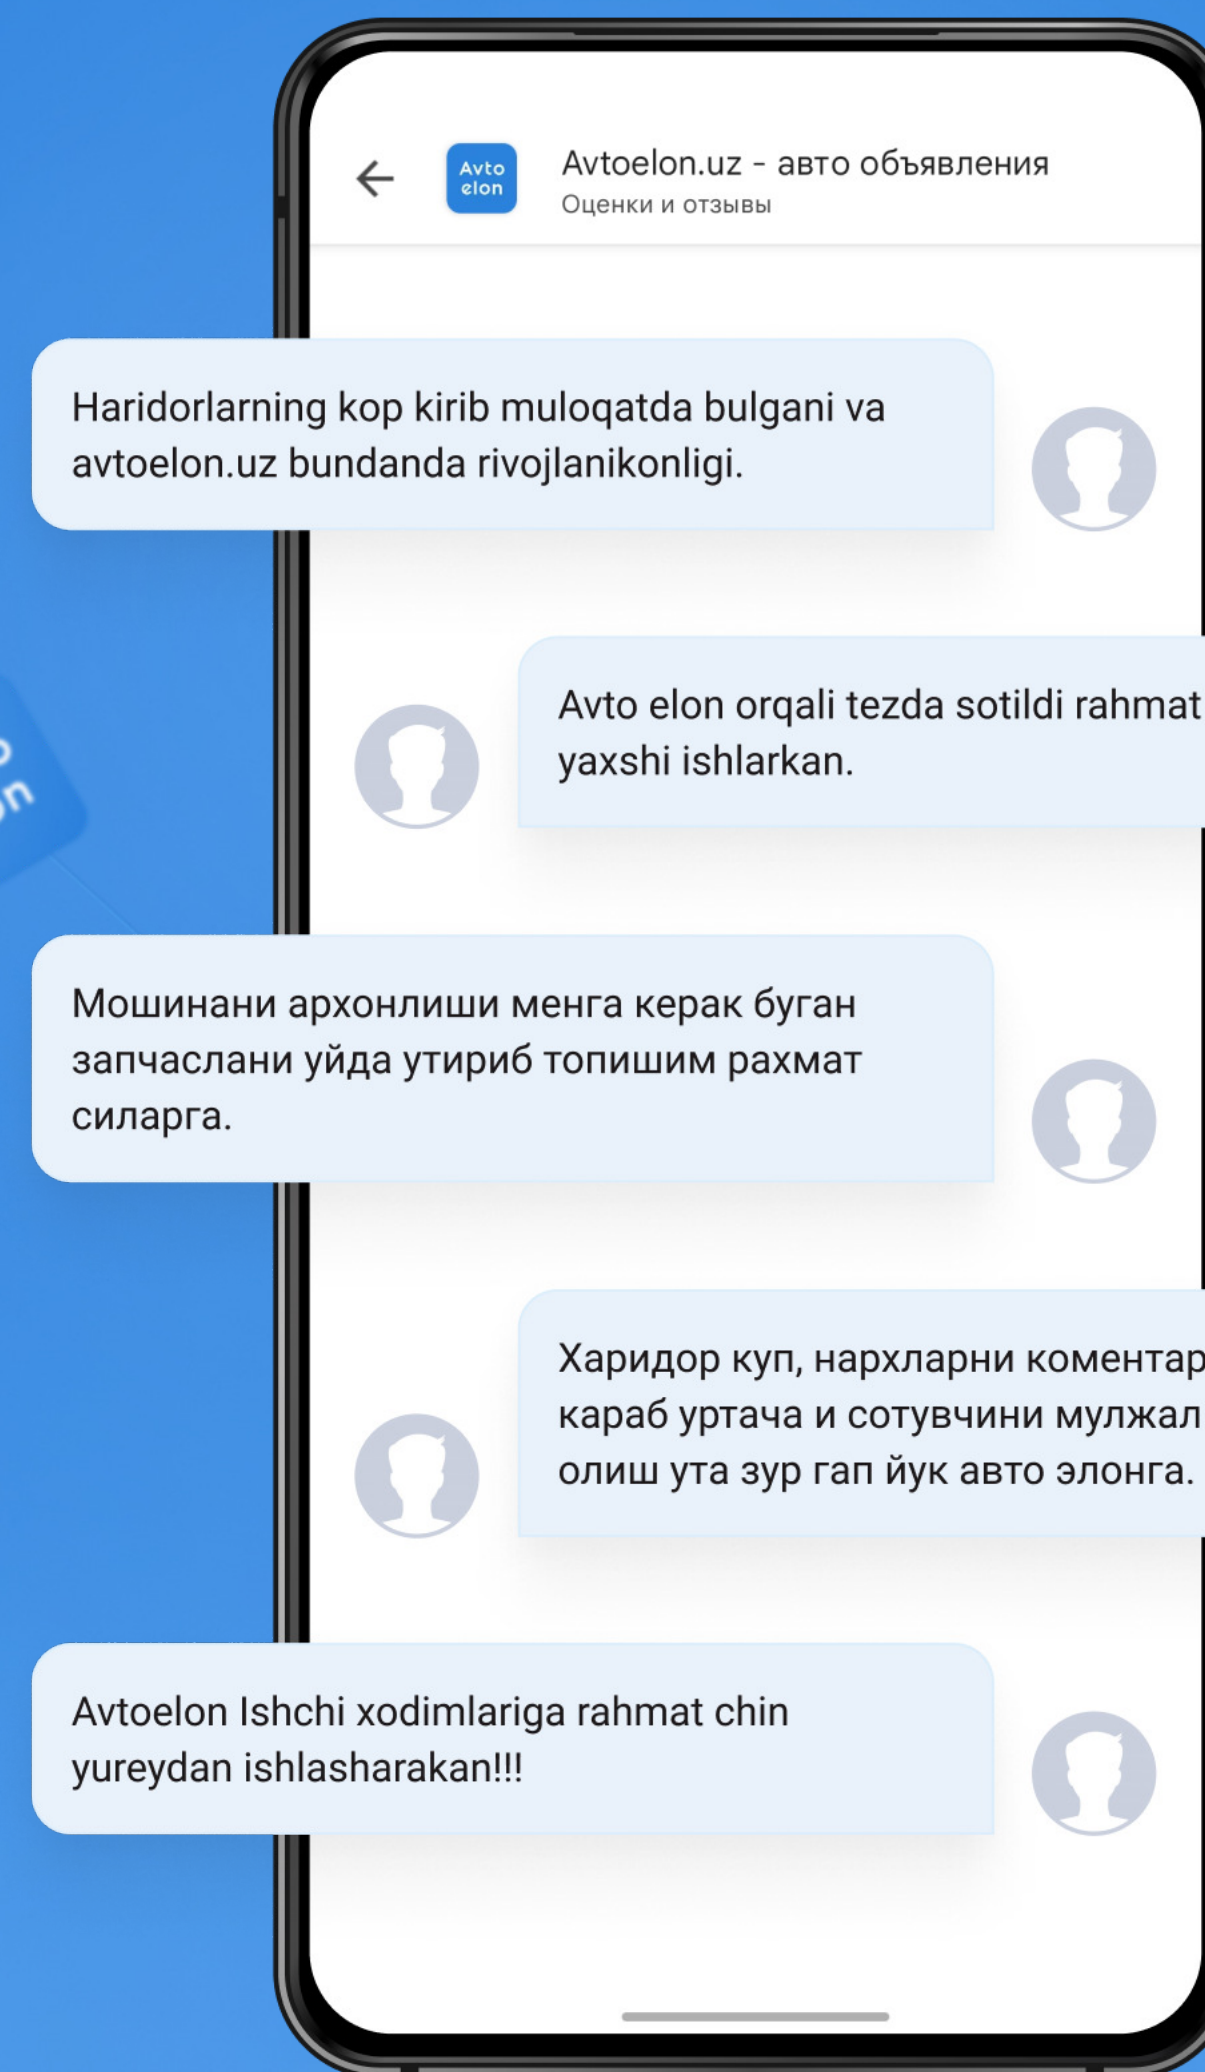 Avto
elon
Avtoelon.uz - авто объявления
Оценки и отзывы
Haridorlarning kop kirib muloqatda bulgani va
avtoelon.uz bundanda rivojlanikonligi.
Avto elon orqali tezda sotildi rahmat
yaxshi ishlarkan.
Мошинани архонлиши менга керак буган
запчаслани уйда утириб топишим рахмат
силарга.
Харидор куп, нархларни коментар
караб уртача и сотувчини мулжал
олиш ута зур гап йук авто элонга.
Avtoelon Ishchi xodimlariga rahmat chin
yureydan ishlasharakan!!!